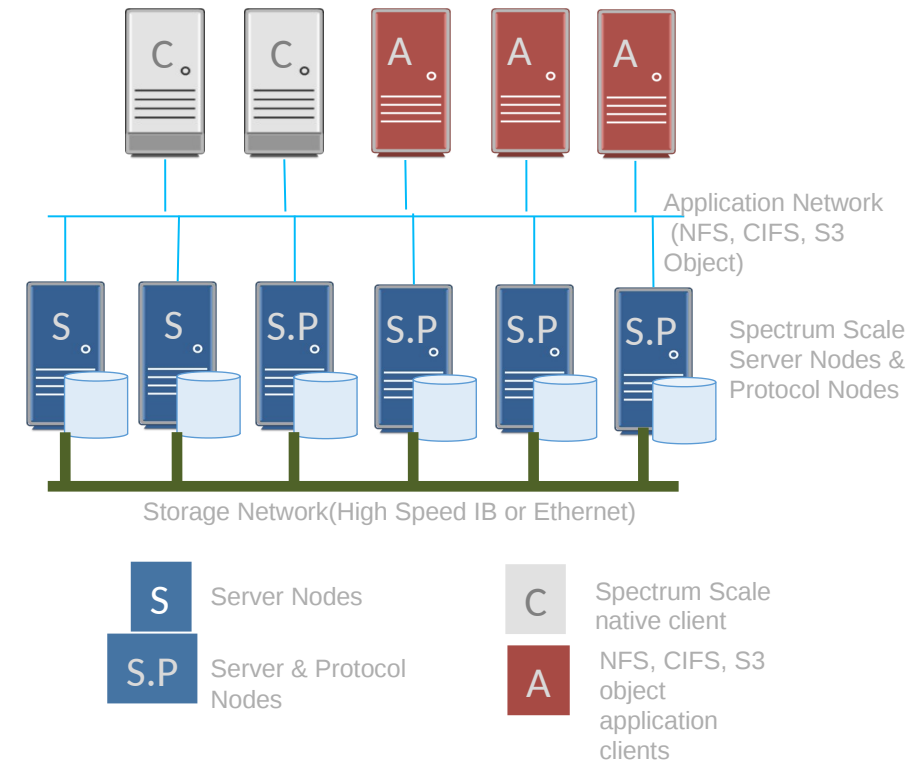 C C A A A
Application Network
(NFS, CIFS, S3
Object)
S S S.P S.P S.P S.P
Spectrum Scale
Server Nodes &
Protocol Nodes
Storage Network(High Speed IB or Ethernet)
S
Server Nodes
S.P
Server & Protocol
Nodes
C
Spectrum Scale
native client
A
NFS, CIFS, S3
object
application
clients